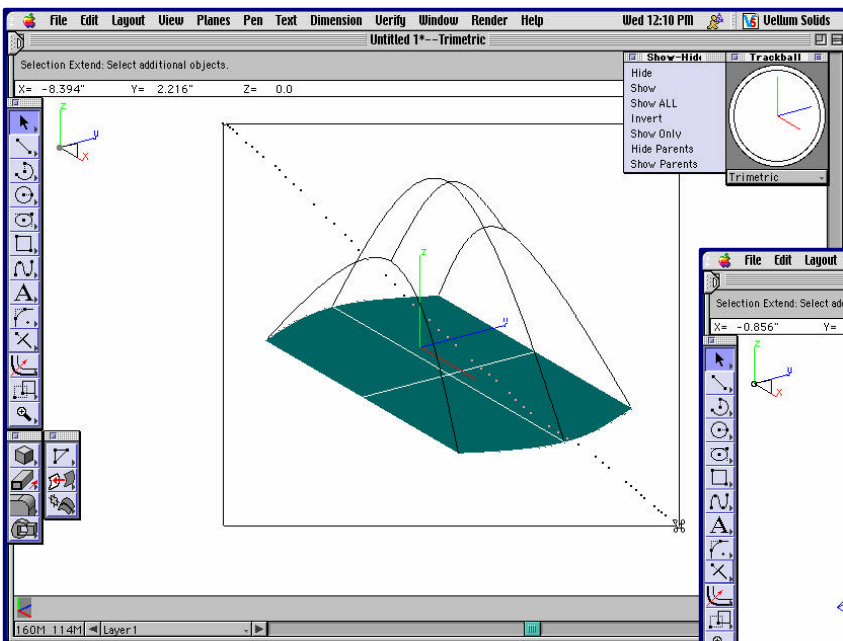 File Edit Layout View Planes Pen Text Dimension Verify Window Render Help Wed 12:10 PM Vellum Solids
Untitled 1*--Trimetric
Selection Extend: Select additional objects.
X= -8.394" Y= 2.216" Z= 0.0
Show-Hide
Hide
Show
Show ALL
Invert
Show Only
Hide Parents
Show Parents
Trackball
Trimetric
z
y
x
z
y
A
160M 114M Layer1
File Edit Layout
Selection Extend: Select add
X= -0.856" Y=
z
y
x
A